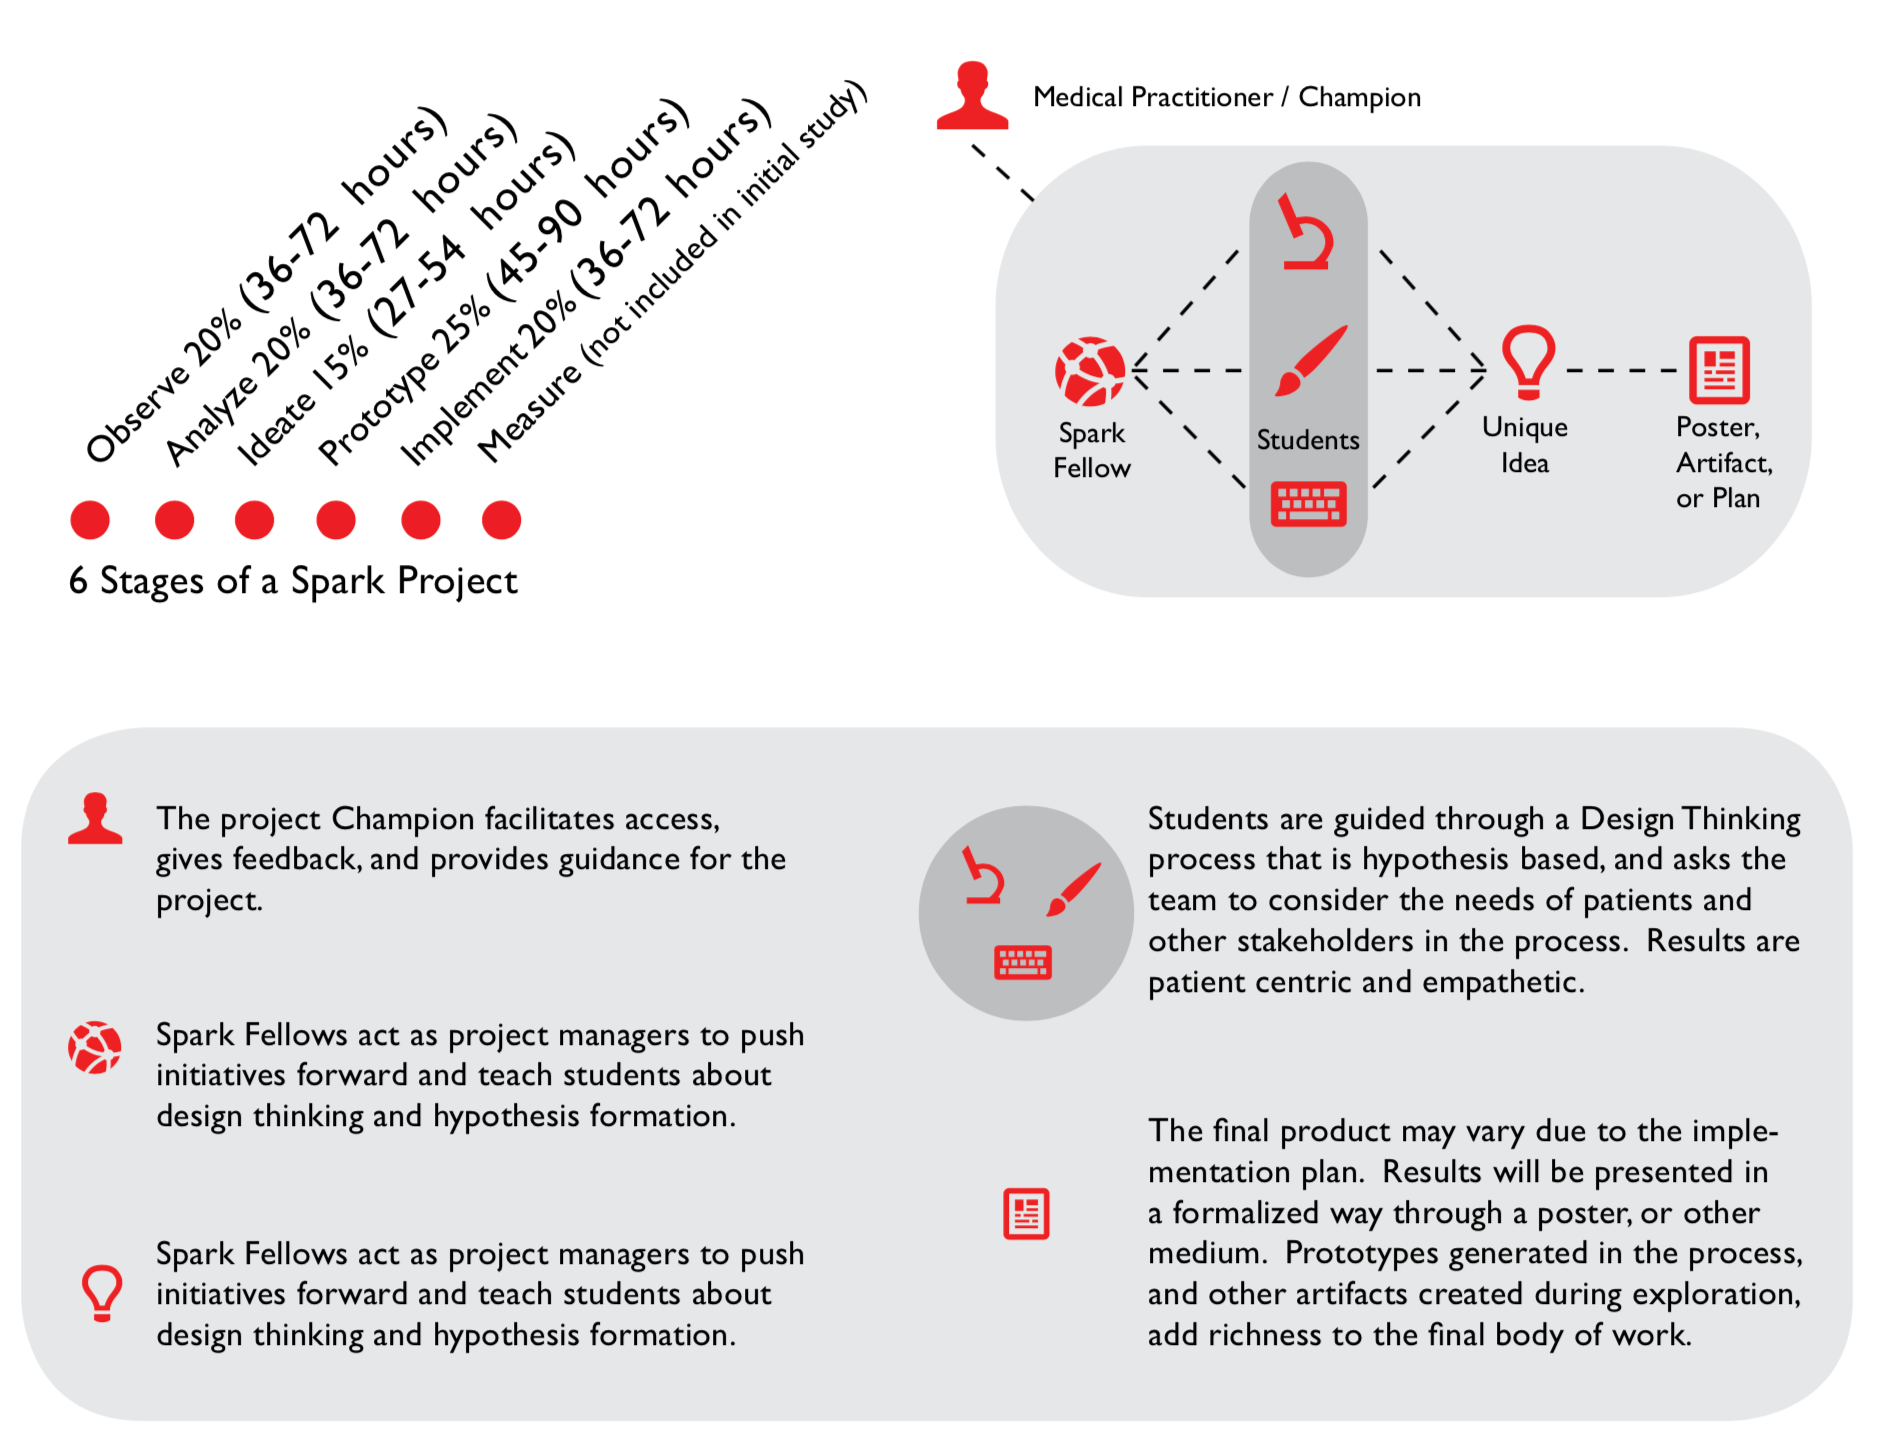 Observe 20% (36-72 hours)
Analyze 20% (36-72 hours)
Ideate 15% (27-54 hours)
Prototype 25% (45-90 hours)
Implement 20% (36-72 hours)
Measure (not included in initial study)
6 Stages of a Spark Project
Medical Practitioner / Champion
Spark
Fellow
Students
Unique
Idea
Poster,
Artifact,
or Plan
The project Champion facilitates access,
gives feedback, and provides guidance for the
project.
Spark Fellows act as project managers to push
initiatives forward and teach students about
design thinking and hypothesis formation.
Spark Fellows act as project managers to push
initiatives forward and teach students about
design thinking and hypothesis formation.
Students are guided through a Design Thinking
process that is hypothesis based, and asks the
team to consider the needs of patients and
other stakeholders in the process. Results are
patient centric and empathetic.
The final product may vary due to the imple-
mentation plan. Results will be presented in
a formalized way through a poster, or other
medium. Prototypes generated in the process,
and other artifacts created during exploration,
add richness to the final body of work.